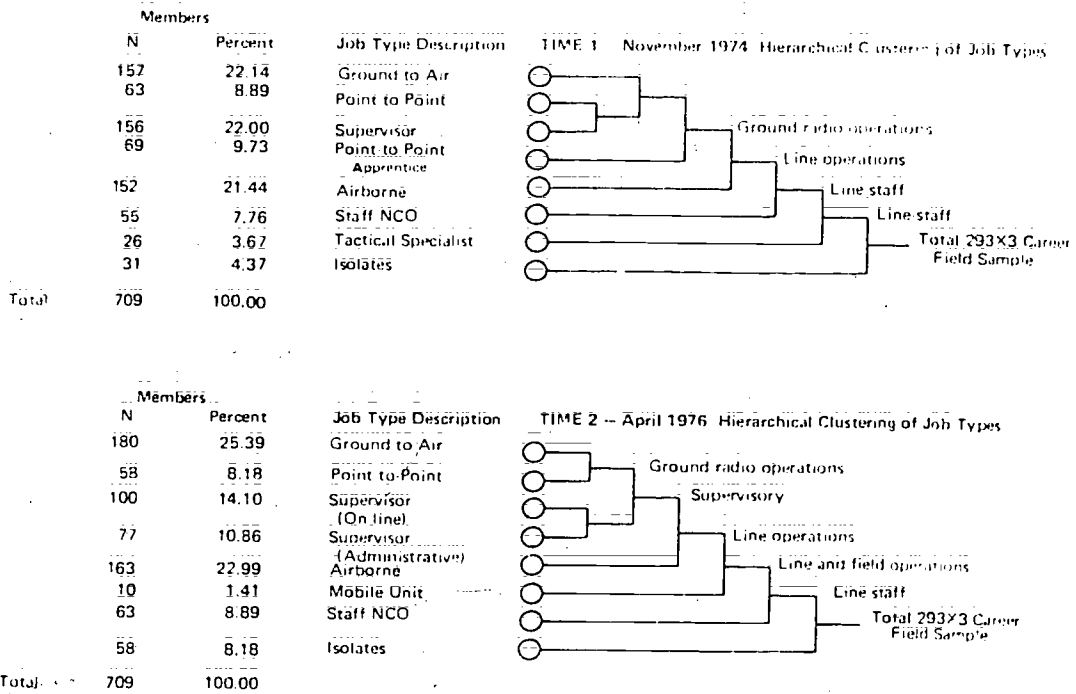 Members
N Percent Job Type Description TIME 1 November 1974 Hierarchical Clustering of Job Types
157 22.14 Ground to Air
63 8.89 Point to Point
156 22.00 Supervisor
69 9.73 Point to Point
Apprentice
152 21.44 Airborne
55 7.76 Staff NCO
26 3.67 Tactical Specialist
31 4.37 Isolates
Total 709 100.00
Ground radio operations
Line operations
Line staff
Line staff
Total 293X3 Career
Field Sample
Members
N Percent Job Type Description TIME 2 -- April 1976 Hierarchical Clustering of Job Types
180 25.39 Ground to Air
58 8.18 Point to Point
100 14.10 Supervisor
(On line)
77 10.86 Supervisor
(Administrative)
163 22.99 Airborne
10 1.41 Mobile Unit
63 8.89 Staff NCO
58 8.18 Isolates
Total 709 100.00
Ground radio operations
Supervisory
Line operations
Line and field operations
Line staff
Total 293X3 Career
Field Sample